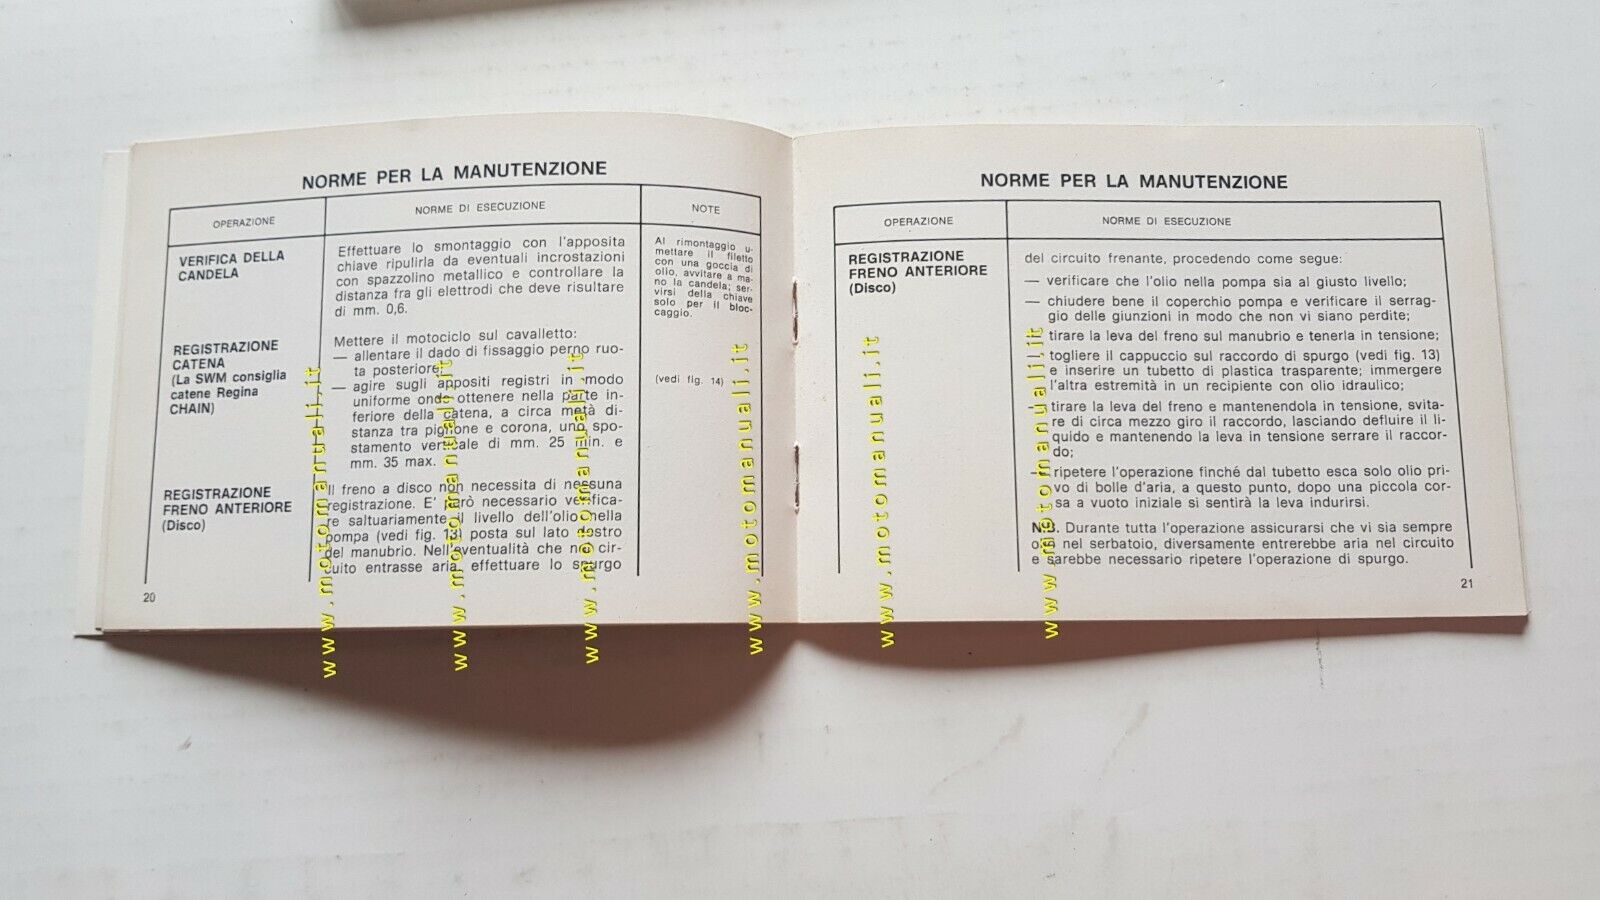 NORME PER LA MANUTENZIONE
OPERAZIONE
NORME DI ESECUZIONE
NOTE
VERIFICA DELLA
CANDELA
Effettuare lo smontaggio con l'apposita
chiave ripulirla da eventuali incrostazioni
con spazzolino metallico e controllare la
distanza fra gli elettrodi che deve risultare
di mm. 0,6.
Al rimontaggio u-
mettare il filetto
con una goccia di
olio, avvitare a ma-
no la candela; ser-
virsi della chiave
solo per il bloc-
caggio.
REGISTRAZIONE
CATENA
(La SWM consiglia
catene Regina
CHAIN)
Mettere il motociclo sul cavalletto:
— allentare il dado di fissaggio perno ruo-
ta posteriore;
— agire sugli appositi registri in modo
uniforme onde ottenere nella parte in-
feriore della catena, a circa metà di-
stanza tra pignone e corona, uno spo-
stamento verticale di mm. 25 min. e
mm. 35 max.
(vedi fig. 14)
REGISTRAZIONE
FRENO ANTERIORE
(Disco)
Il freno a disco non necessita di nessuna
registrazione. E' però necessario verifica-
re saltuariamente il livello dell'olio nella
pompa (vedi fig. 13) posta sul lato destro
del manubrio. Nell'eventualità che nel cir-
cuito entrasse aria, effettuare lo spurgo
20
NORME PER LA MANUTENZIONE
OPERAZIONE
NORME DI ESECUZIONE
REGISTRAZIONE
FRENO ANTERIORE
(Disco)
del circuito frenante, procedendo come segue:
— verificare che l'olio nella pompa sia al giusto livello;
— chiudere bene il coperchio pompa e verificare il serrag-
gio delle giunzioni in modo che non vi siano perdite;
tirare la leva del freno sul manubrio e tenerla in tensione;
— togliere il cappuccio sul raccordo di spurgo (vedi fig. 13)
e inserire un tubetto di plastica trasparente; immergere
l'altra estremità in un recipiente con olio idraulico;
— tirare la leva del freno e mantenendola in tensione, svita-
re di circa mezzo giro il raccordo, lasciando defluire il li-
quido e mantenendo la leva in tensione serrare il raccor-
do;
— ripetere l'operazione finché dal tubetto esca solo olio pri-
vo di bolle d'aria, a questo punto, dopo una piccola cor-
sa a vuoto iniziale si sentirà la leva indurirsi.
N.B. Durante tutta l'operazione assicurarsi che vi sia sempre
olio nel serbatoio, diversamente entrerebbe aria nel circuito
e sarebbe necessario ripetere l'operazione di spurgo.
21
www.motomanuali.it
www.motomanuali.it
www.motomanuali.it
www.motomanuali.it
www.motomanuali.it
www.motomanuali.it